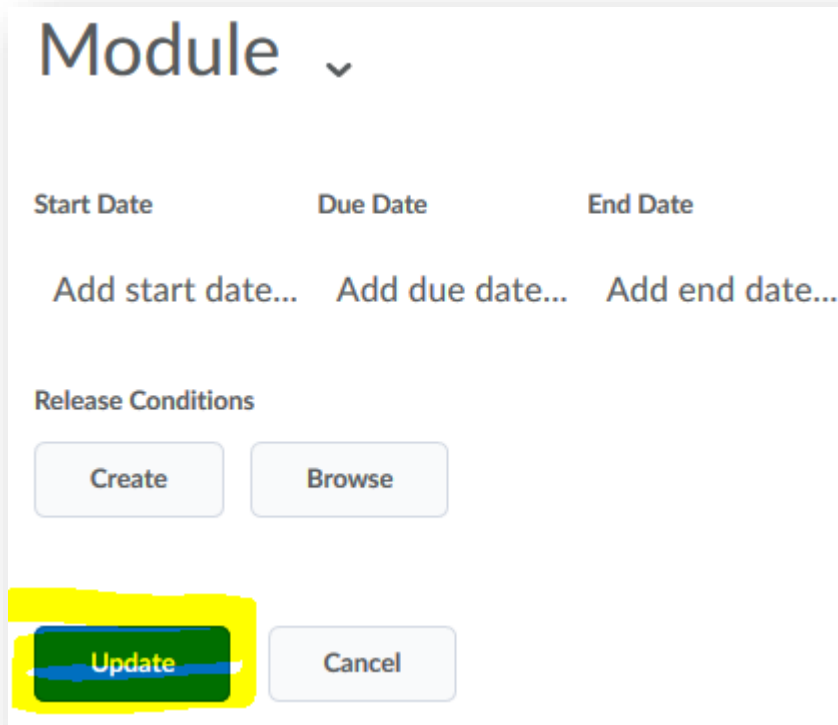 Module
Start Date Due Date End Date
Add start date... Add due date... Add end date...
Release Conditions
Create Browse
Update Cancel